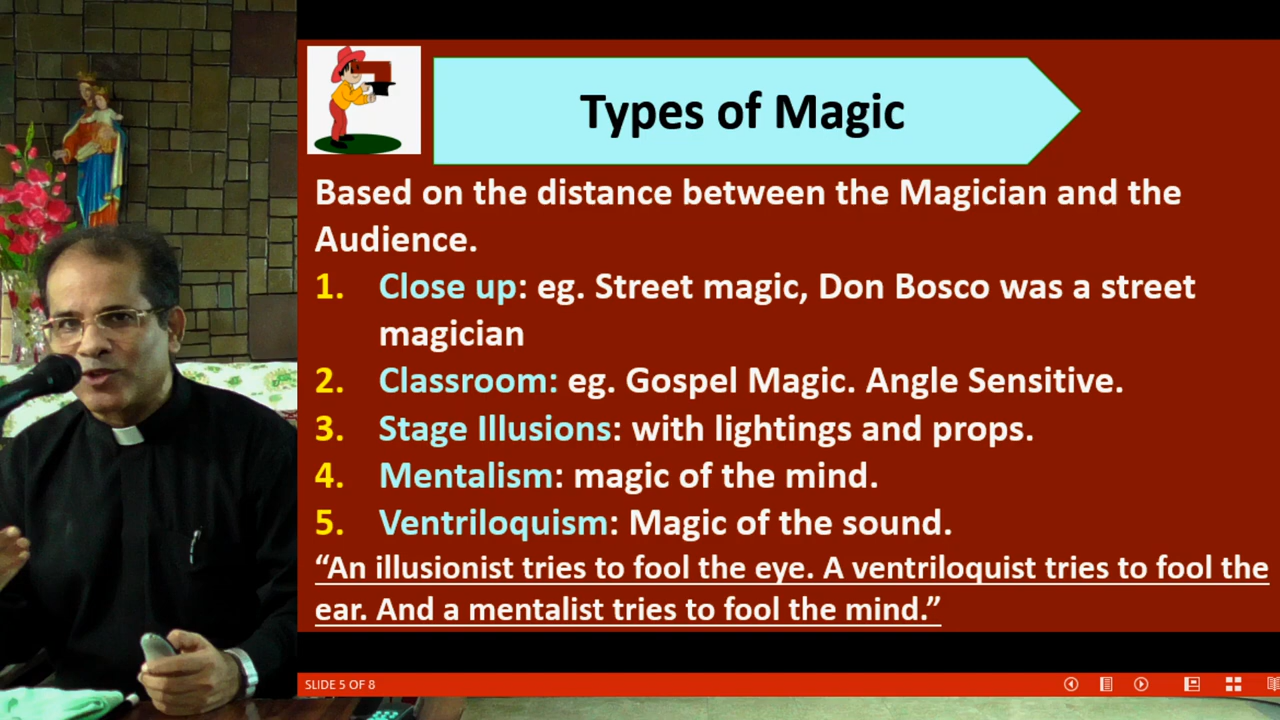 Types of Magic
Based on the distance between the Magician and the
Audience.
1. Close up: eg. Street magic, Don Bosco was a street
magician
2. Classroom: eg. Gospel Magic. Angle Sensitive.
3. Stage Illusions: with lightings and props.
4. Mentalism: magic of the mind.
5. Ventriloquism: Magic of the sound.
“An illusionist tries to fool the eye. A ventriloquist tries to fool the
ear. And a mentalist tries to fool the mind.”
SLIDE 5 OF 8